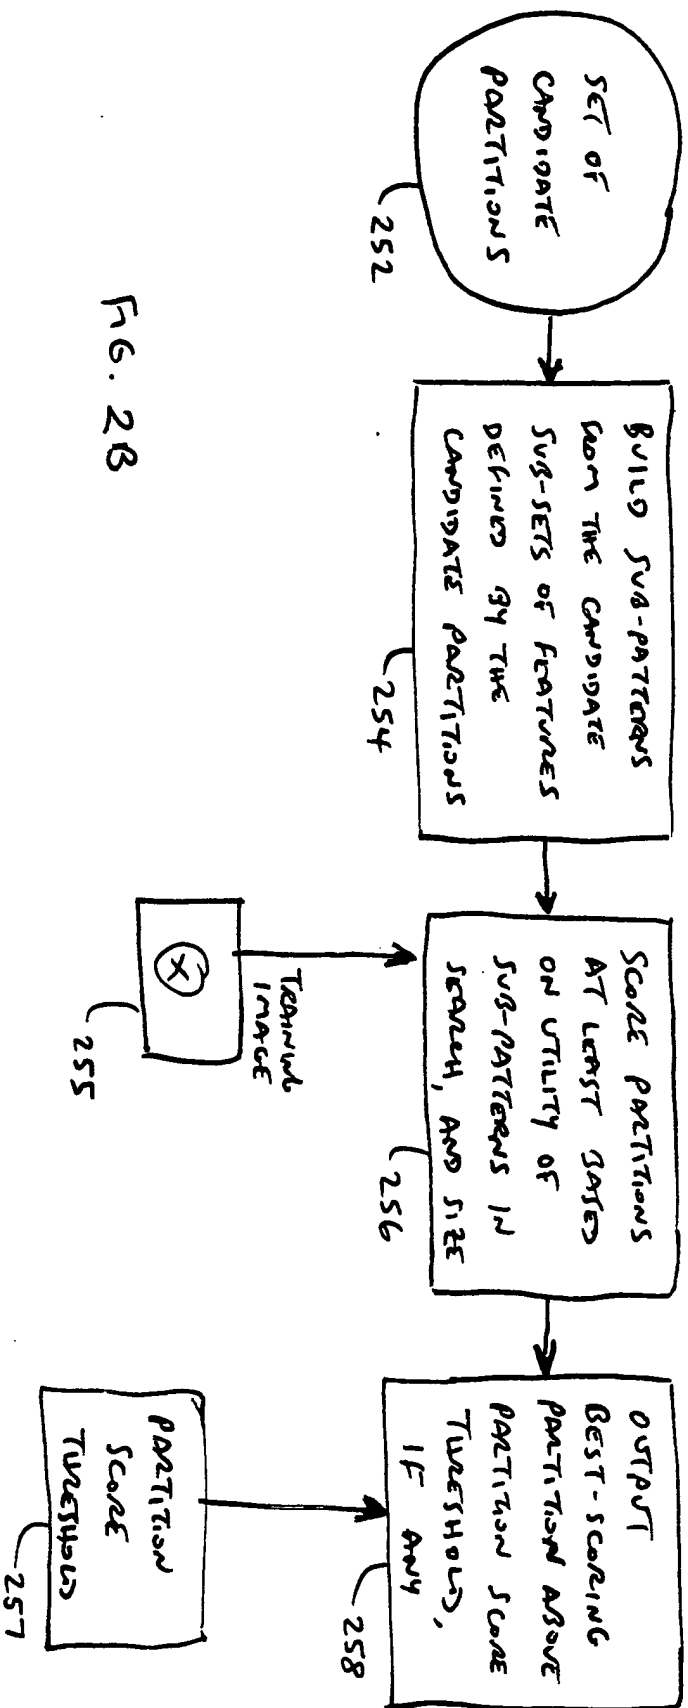 SET OF
CANDIDATE
PARTITIONS
252
BUILD SUB-PATTERNS
FROM THE CANDIDATE
SUB-SETS OF FEATURES
DEFINED BY THE
CANDIDATE PARTITIONS
254
SCORE PARTITIONS
AT LEAST BASED
ON UTILITY OF
SUB-PATTERNS IN
SEARCH, AND SIZE
256
TRAINING
IMAGE
X
255
OUTPUT
BEST-SCORING
PARTITION ABOVE
PARTITION SCORE
THRESHOLD,
IF ANY
258
PARTITION
SCORE
THRESHOLD
257
FIG. 2B